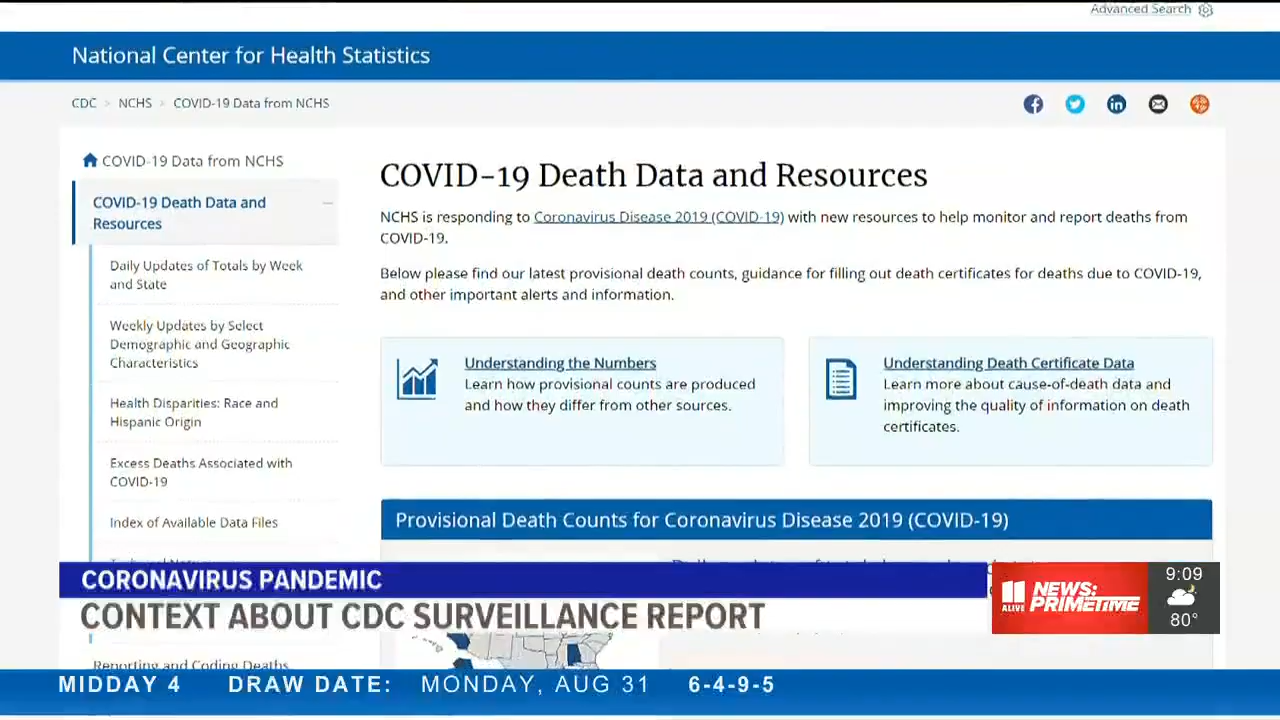 Advanced Search
National Center for Health Statistics
CDC > NCHS > COVID-19 Data from NCHS
COVID-19 Data from NCHS
COVID-19 Death Data and
Resources
Daily Updates of Totals by Week
and State
Weekly Updates by Select
Demographic and Geographic
Characteristics
Health Disparities: Race and
Hispanic Origin
Excess Deaths Associated with
COVID-19
Index of Available Data Files
Reporting and Coding Deaths
COVID-19 Death Data and Resources
NCHS is responding to Coronavirus Disease 2019 (COVID-19) with new resources to help monitor and report deaths from
COVID-19.
Below please find our latest provisional death counts, guidance for filling out death certificates for deaths due to COVID-19,
and other important alerts and information.
Understanding the Numbers
Learn how provisional counts are produced
and how they differ from other sources.
Understanding Death Certificate Data
Learn more about cause-of-death data and
improving the quality of information on death
certificates.
Provisional Death Counts for Coronavirus Disease 2019 (COVID-19)
CORONAVIRUS PANDEMIC
CONTEXT ABOUT CDC SURVEILLANCE REPORT
11
ALIVE
NEWS:
PRIMETIME
9:09
80°
MIDDAY 4 DRAW DATE: MONDAY, AUG 31 6-4-9-5